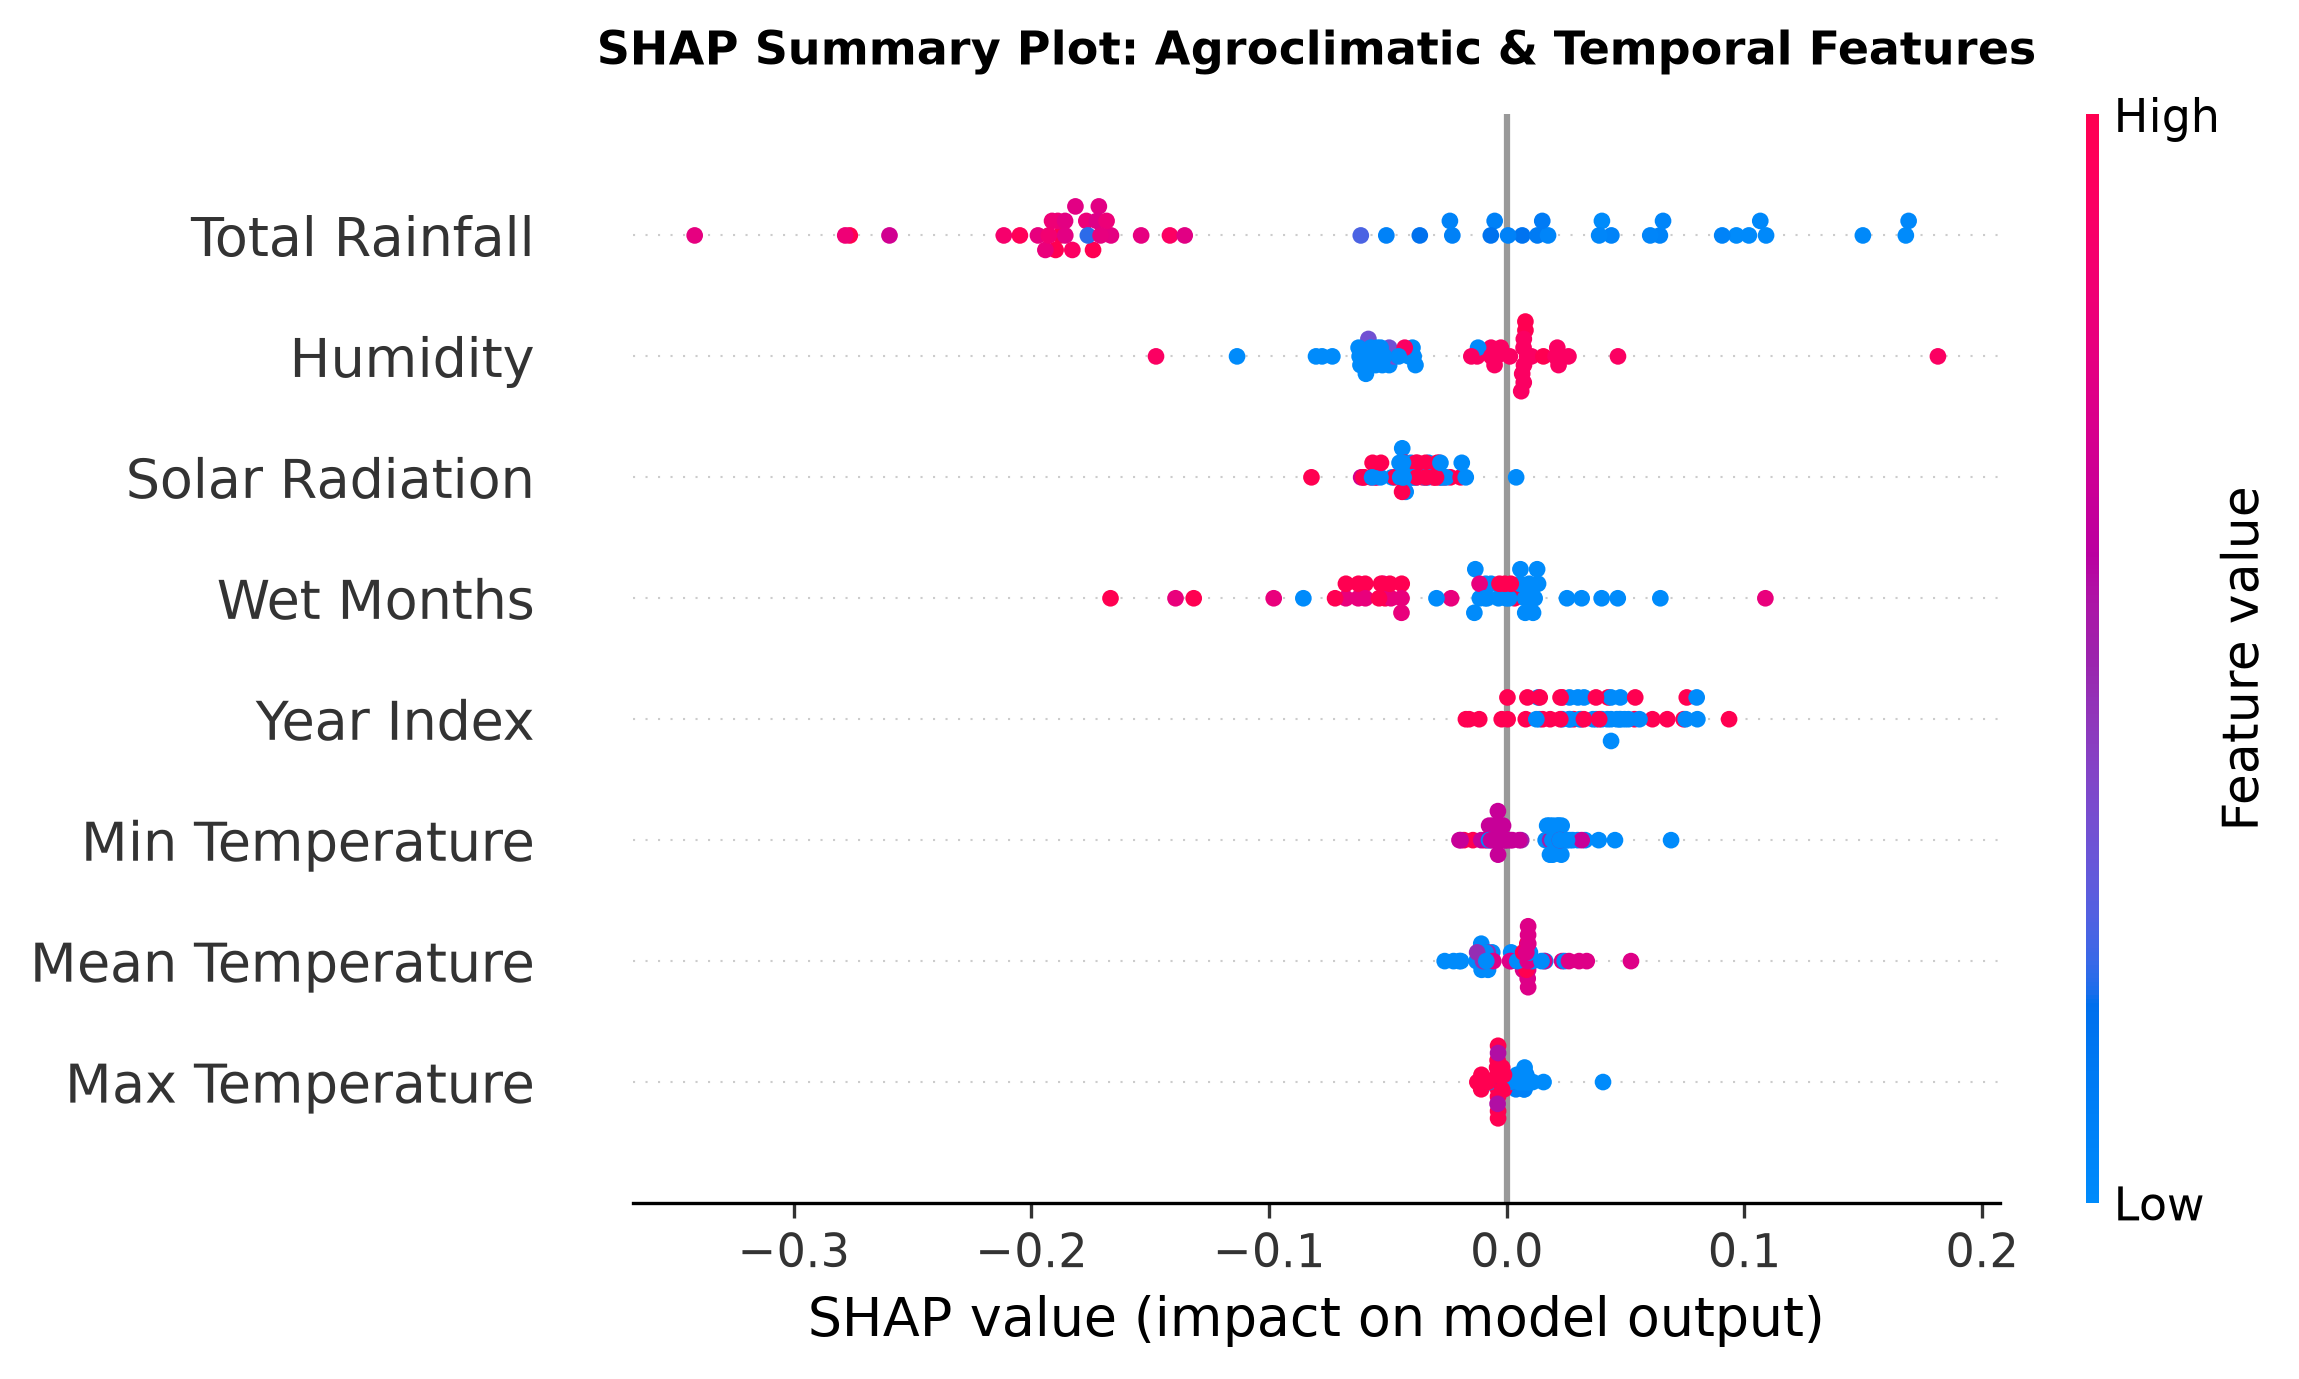 SHAP Summary Plot: Agroclimatic & Temporal Features
High
Total Rainfall
Humidity
Solar Radiation
Wet Months
Year Index
Min Temperature
Mean Temperature
Max Temperature
Feature value
Low
−0.3 −0.2 −0.1 0.0 0.1 0.2
SHAP value (impact on model output)